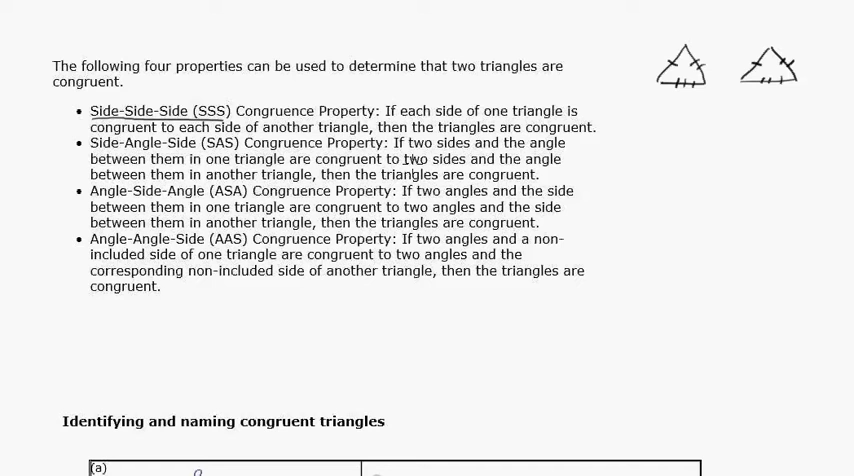 The following four properties can be used to determine that two triangles are
congruent.
• Side-Side-Side (SSS) Congruence Property: If each side of one triangle is
congruent to each side of another triangle, then the triangles are congruent.
• Side-Angle-Side (SAS) Congruence Property: If two sides and the angle
between them in one triangle are congruent to two sides and the angle
between them in another triangle, then the triangles are congruent.
• Angle-Side-Angle (ASA) Congruence Property: If two angles and the side
between them in one triangle are congruent to two angles and the side
between them in another triangle, then the triangles are congruent.
• Angle-Angle-Side (AAS) Congruence Property: If two angles and a non-
included side of one triangle are congruent to two angles and the
corresponding non-included side of another triangle, then the triangles are
congruent.
Identifying and naming congruent triangles
(a)